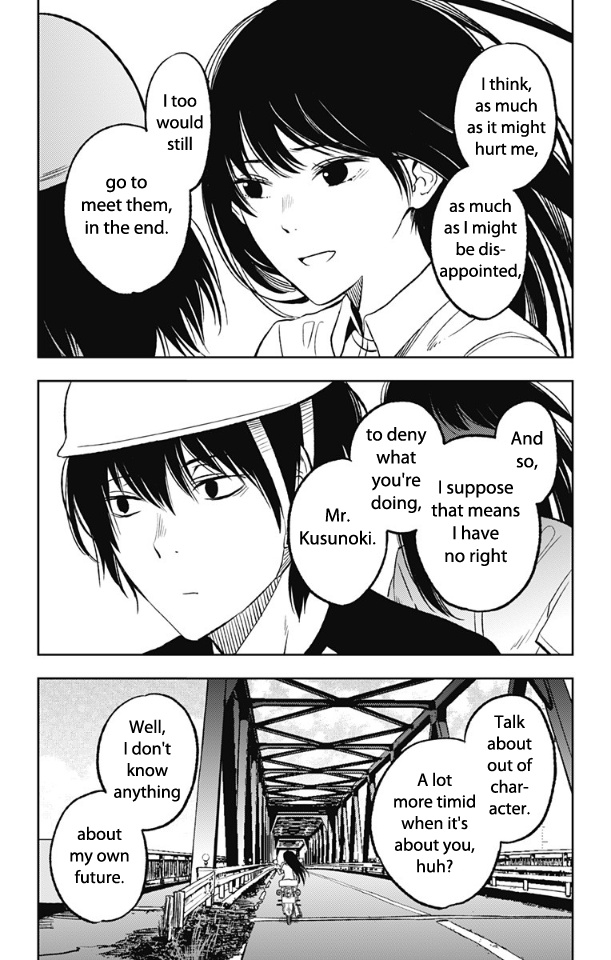 I think,
as much
as it might
hurt me,
as much
as I might
be dis-
appointed,
I too
would
still
go to
meet them,
in the end.
And
so,
I suppose
that means
I have
no right
to deny
what
you're
doing,
Mr.
Kusunoki.
Talk
about
out of
char-
acter.
A lot
more timid
when it's
about you,
huh?
Well,
I don't
know
anything
about
my own
future.